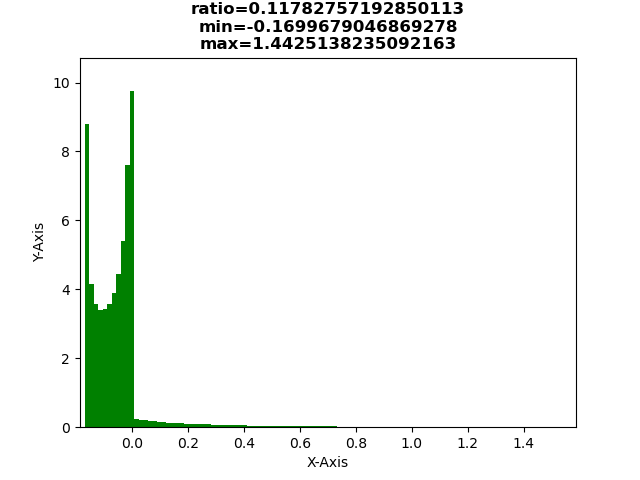 ratio=0.11782757192850113
min=-0.1699679046869278
max=1.4425138235092163
10
8
6
4
2
0
Y-Axis
0.0 0.2 0.4 0.6 0.8 1.0 1.2 1.4
X-Axis